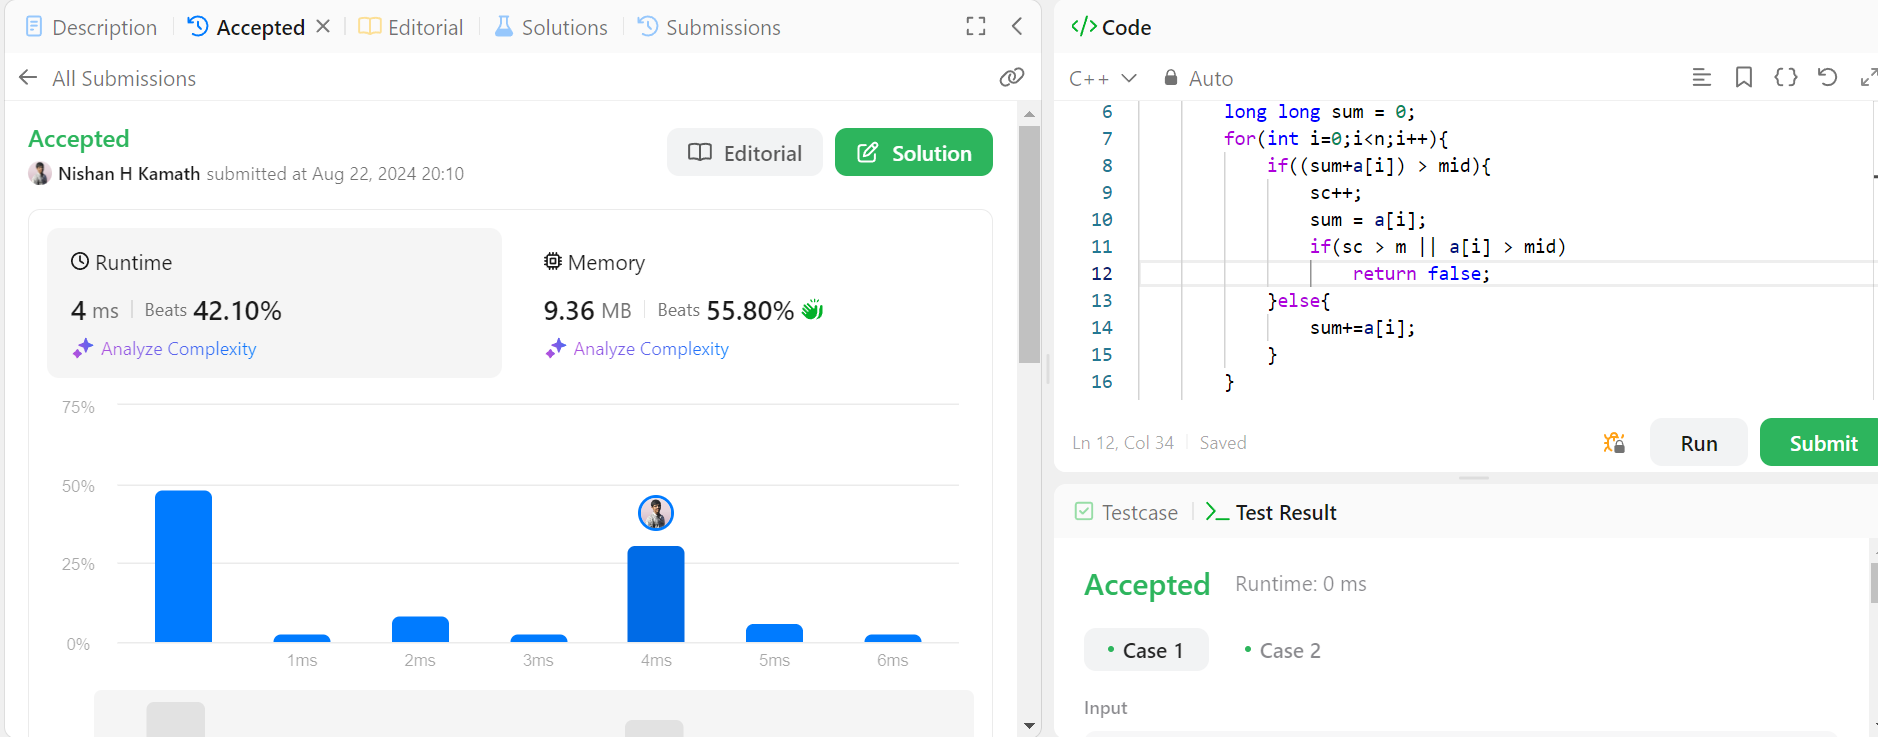 Description Accepted Editorial Solutions Submissions
All Submissions
Accepted
Nishan H Kamath submitted at Aug 22, 2024 20:10
Editorial
Solution
Runtime
4 ms Beats 42.10%
Analyze Complexity
Memory
9.36 MB Beats 55.80%
Analyze Complexity
75%
50%
25%
0%
1ms 2ms 3ms 4ms 5ms 6ms
</> Code
C++ Auto
6 long long sum = 0;
7 for(int i=0;i<n;i++){
8 if((sum+a[i]) > mid){
9 sc++;
10 sum = a[i];
11 if(sc > m || a[i] > mid)
12 return false;
13 }else{
14 sum+=a[i];
15 }
16 }
Ln 12, Col 34 Saved
Run
Submit
Testcase Test Result
Accepted Runtime: 0 ms
• Case 1 • Case 2
Input